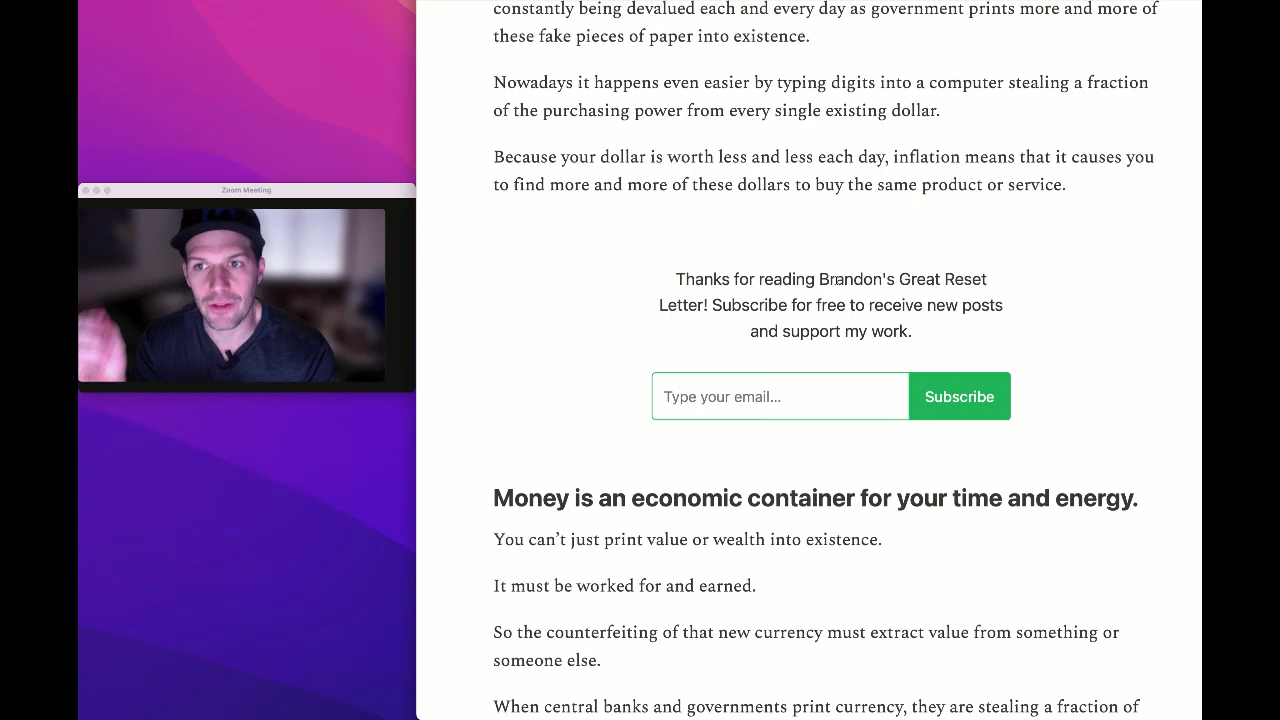 constantly being devalued each and every day as government prints more and more of
these fake pieces of paper into existence.
Nowadays it happens even easier by typing digits into a computer stealing a fraction
of the purchasing power from every single existing dollar.
Because your dollar is worth less and less each day, inflation means that it causes you
to find more and more of these dollars to buy the same product or service.
Zoom Meeting
Thanks for reading Brandon's Great Reset
Letter! Subscribe for free to receive new posts
and support my work.
Type your email...
Subscribe
Money is an economic container for your time and energy.
You can’t just print value or wealth into existence.
It must be worked for and earned.
So the counterfeiting of that new currency must extract value from something or
someone else.
When central banks and governments print currency, they are stealing a fraction of